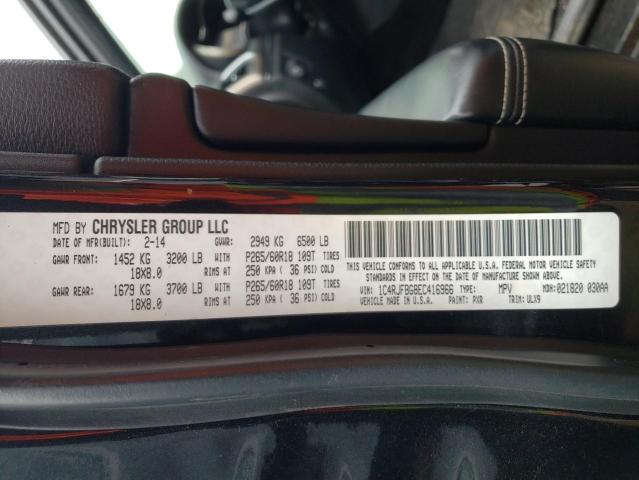 MFD BY CHRYSLER GROUP LLC
DATE OF MFR(BUILT): 2-14 GVWR: 2949 KG 6500 LB
GAWR FRONT: 1452 KG 3200 LB WITH P265/60R18 109T TIRES
18X8.0 RIMS AT 250 KPA ( 36 PSI) COLD
GAWR REAR: 1679 KG 3700 LB WITH P265/60R18 109T TIRES
18X8.0 RIMS AT 250 KPA ( 36 PSI) COLD
THIS VEHICLE CONFORMS TO ALL APPLICABLE U.S.A. FEDERAL MOTOR VEHICLE SAFETY
STANDARDS IN EFFECT ON THE DATE OF MANUFACTURE SHOWN ABOVE.
VIN: 1C4RJFBG8EC416966 TYPE: MPV MDH:021820 030AA
VEHICLE MADE IN U.S.A. PAINT: PXR TRIM: ULX9